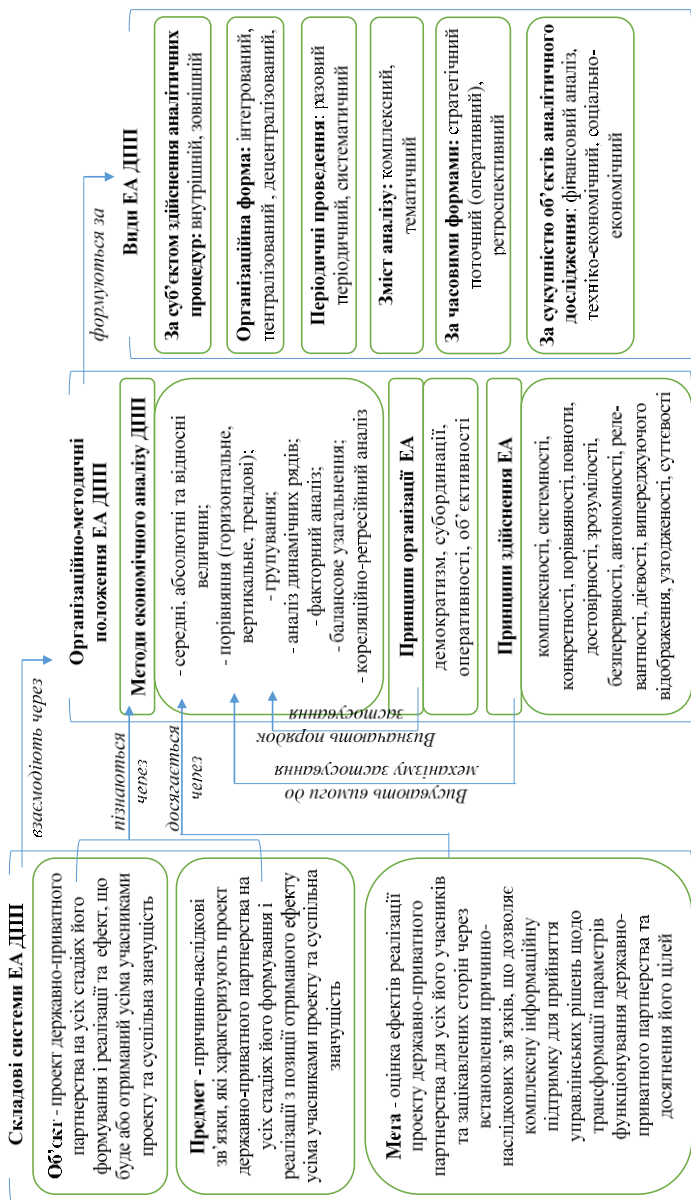 Складові системи ЕА ДПП
Об’єкт - проект державно-приватного
партнерства на усіх стадіях його
формування і реалізації та ефект, що
буде або отриманий усіма учасниками
проекту та суспільна значущість
Предмет - причинно-наслідкові
зв’язки, які характеризують проект
державно-приватного партнерства на
усіх стадіях його формування і
реалізації з позиції отриманого ефекту
усіма учасниками проекту та суспільна
значущість
Мета - оцінка ефектів реалізації
проекту державно-приватного
партнерства для усіх його учасників
та зацікавлених сторін через
встановлення причинно-
наслідкових зв’язків, що дозволяє
комплексну інформаційну
підтримку для прийняття
управлінських рішень щодо
трансформації параметрів
функціонування державно-
приватного партнерства та
досягнення його цілей
взаємодіють через
пізнаються
через
досягається
через
Висувають вимоги до
механізму застосування
Визначають порядок
застосування
Організаційно-методичні
положення ЕА ДПП
Методи економічного аналізу ДПП
- середні, абсолютні та відносні
величини;
- порівняння (горизонтальне,
вертикальне, трендові);
- групування;
- аналіз динамічних рядів;
- факторний аналіз;
- балансове узагальнення;
- кореляційно-регресійний аналіз
Принципи організації ЕА
демократизм, субординації,
оперативності, об’єктивності
Принципи здійснення ЕА
комплексності, системності,
конкретності, порівняності, повноти,
достовірності, зрозумілості,
безперервності, автономності, реле-
вантності, дієвості, випереджуючого
відображення, узгодженості, суттєвості
формуються за
Види ЕА ДПП
За суб’єктом здійснення аналітичних
процедур: внутрішній, зовнішній
Організаційна форма: інтегрований,
централізований , децентралізований,
Періодичні проведення: разовий
періодичний, систематичний
Зміст аналізу: комплексний,
тематичний
За часовими формами: стратегічний
поточний (оперативний),
ретроспективний
За сукупністю об’єктів аналітичного
дослідження: фінансовий аналіз,
техніко-економічний, соціально-
економічний